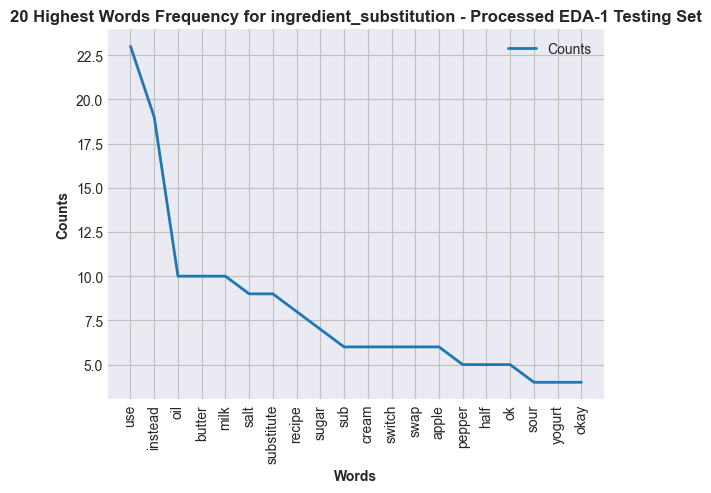 20 Highest Words Frequency for ingredient_substitution - Processed EDA-1 Testing Set
Counts
22.5
20.0
17.5
15.0
12.5
10.0
7.5
5.0
Counts
use
instead
oil
butter
milk
salt
substitute
recipe
sugar
sub
cream
switch
swap
apple
pepper
half
ok
sour
yogurt
okay
Words